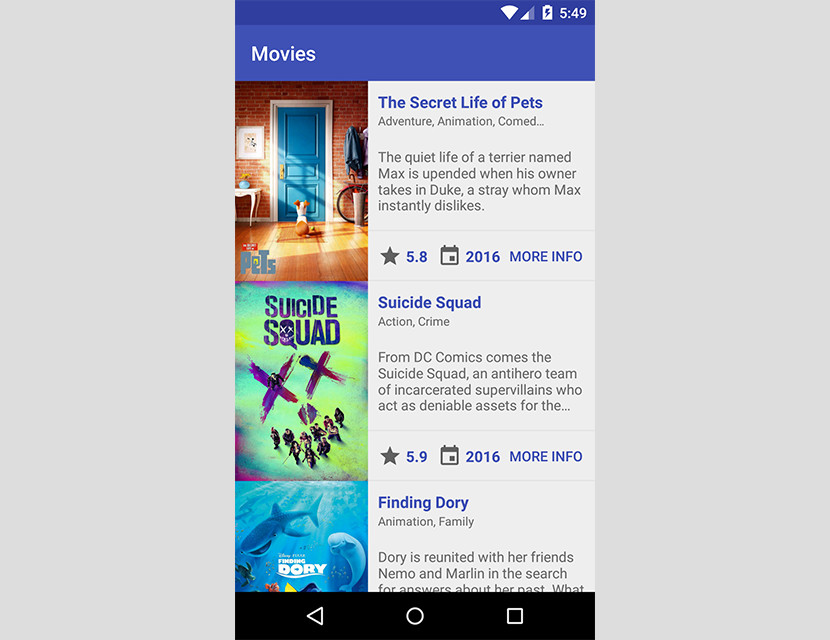 5:49
Movies
The Secret Life of Pets
Adventure, Animation, Comed…
The quiet life of a terrier named
Max is upended when his owner
takes in Duke, a stray whom Max
instantly dislikes.
PeTs
5.8 2016 MORE INFO
SUICIDE
SQUAD
Suicide Squad
Action, Crime
From DC Comics comes the
Suicide Squad, an antihero team
of incarcerated supervillains who
act as deniable assets for the…
5.9 2016 MORE INFO
Finding Dory
Animation, Family
Disney PIXAR
FINDING
DORY
Dory is reunited with her friends
Nemo and Marlin in the search
for answers about her past. What